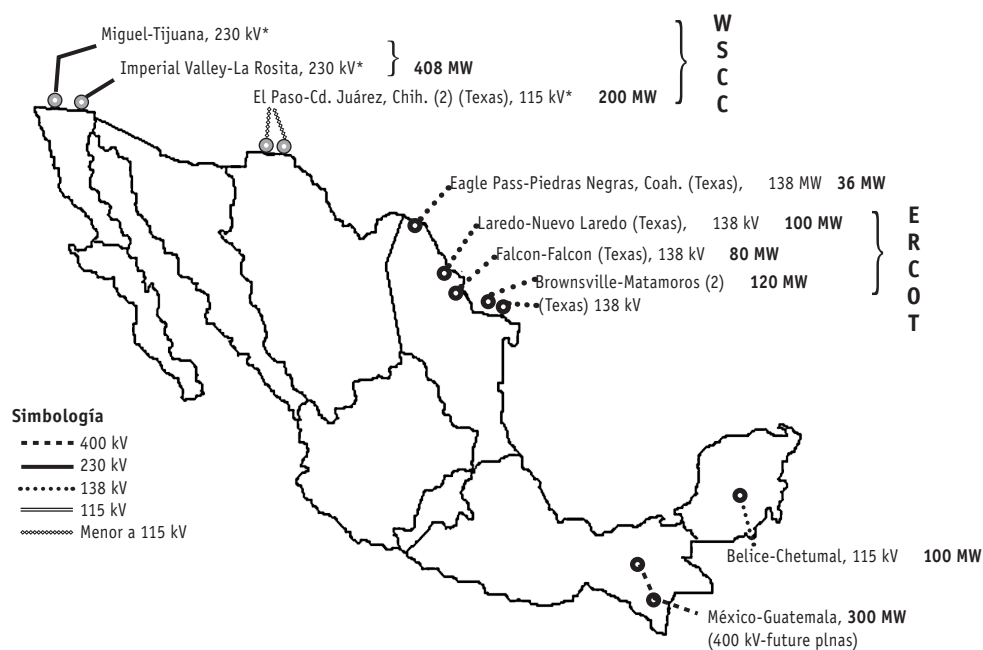 Miguel-Tijuana, 230 kV*
Imperial Valley-La Rosita, 230 kV* 408 MW
El Paso-Cd. Juárez, Chih. (2) (Texas), 115 kV* 200 MW
W
S
C
C
Eagle Pass-Piedras Negras, Coah. (Texas), 138 MW 36 MW
Laredo-Nuevo Laredo (Texas), 138 kV 100 MW
Falcon-Falcon (Texas), 138 kV 80 MW
Brownsville-Matamoros (2) 120 MW
(Texas) 138 kV
E
R
C
O
T
Simbología
400 kV
230 kV
138 kV
115 kV
Menor a 115 kV
Belice-Chetumal, 115 kV 100 MW
México-Guatemala, 300 MW
(400 kV-future plnas)